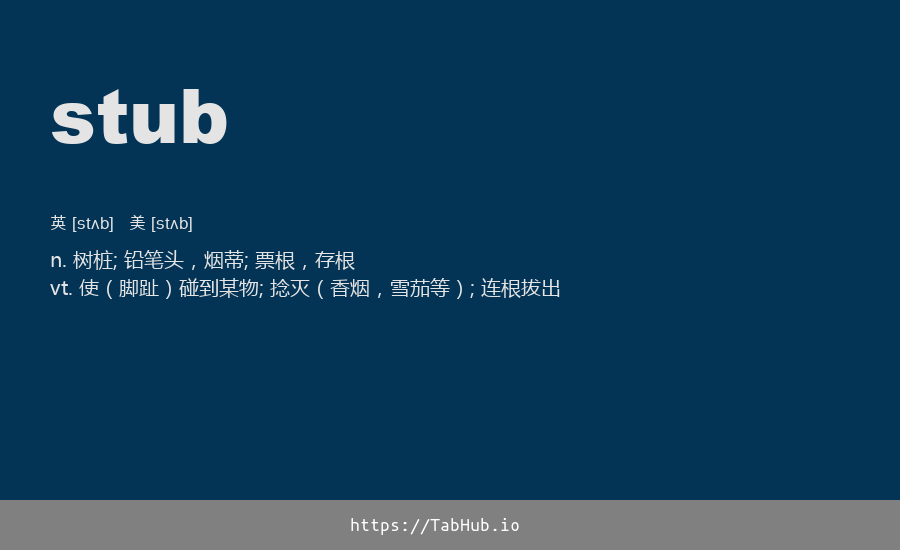 stub
英 [stʌb] 美 [stʌb]
n. 树桩; 铅笔头，烟蒂; 票根，存根
vt. 使（脚趾）碰到某物; 捻灭（香烟，雪茄等）; 连根拔出
https://TabHub.io